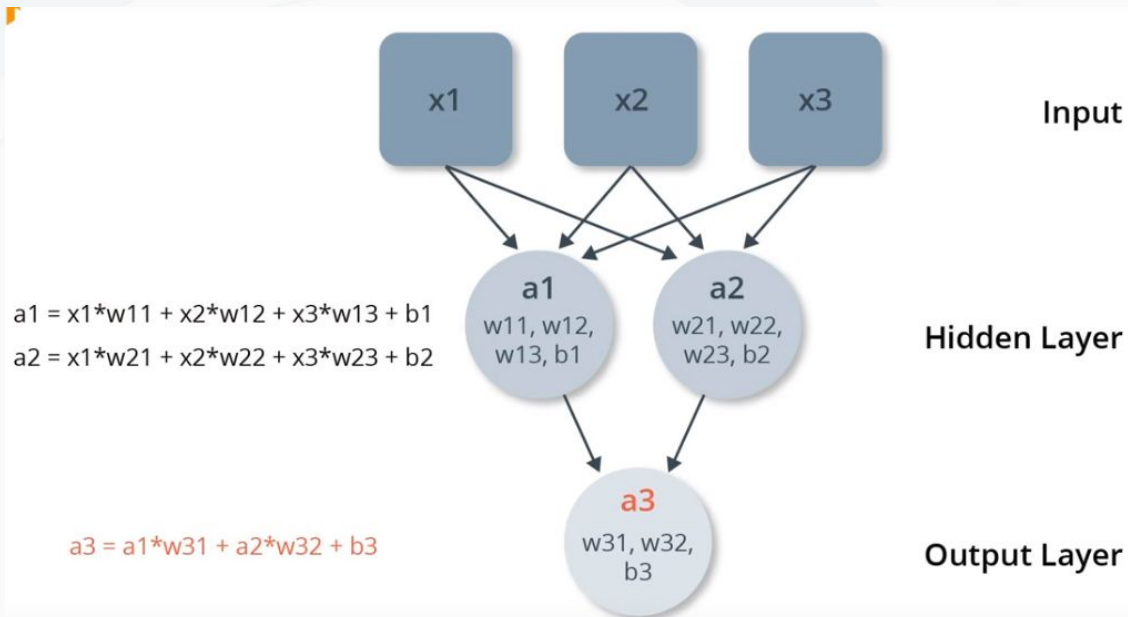 x1
x2
x3
Input
a1
w11, w12,
w13, b1
a2
w21, w22,
w23, b2
a1 = x1*w11 + x2*w12 + x3*w13 + b1
a2 = x1*w21 + x2*w22 + x3*w23 + b2
Hidden Layer
a3
w31, w32,
b3
a3 = a1*w31 + a2*w32 + b3
Output Layer